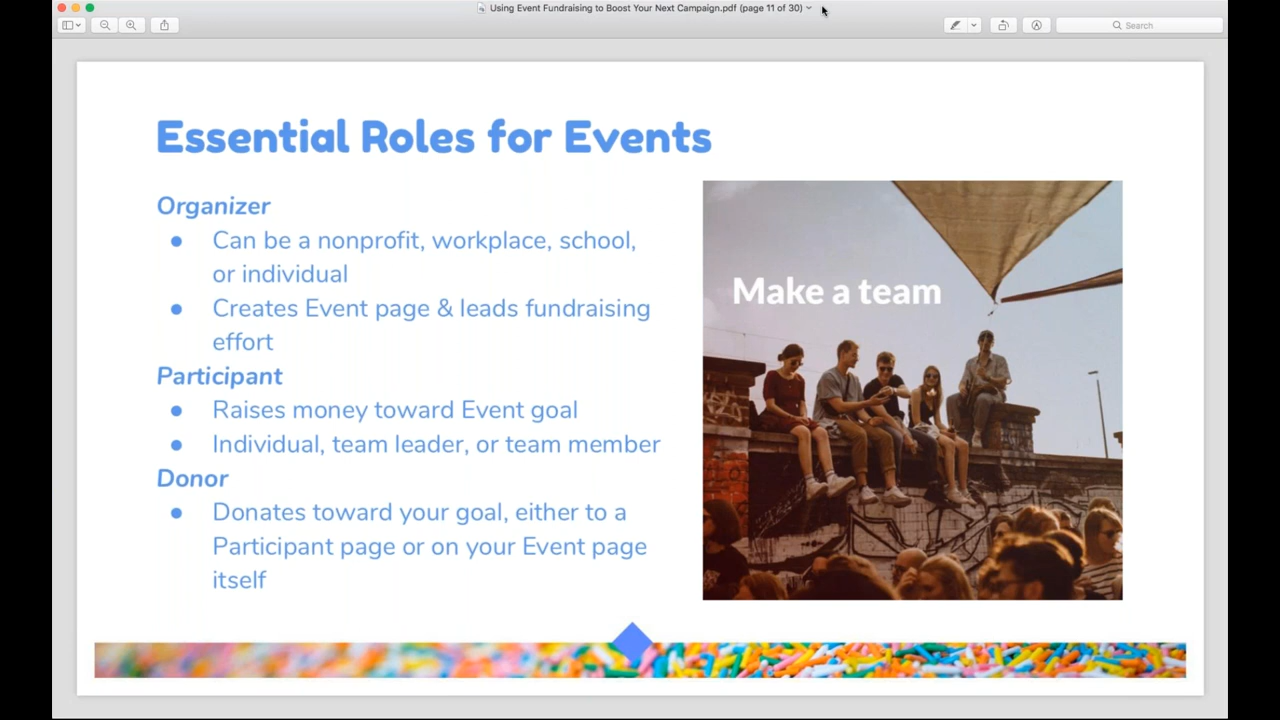 Using Event Fundraising to Boost Your Next Campaign.pdf (page 11 of 30)
Search
Essential Roles for Events
Organizer
● Can be a nonprofit, workplace, school,
or individual
● Creates Event page & leads fundraising
effort
Participant
● Raises money toward Event goal
● Individual, team leader, or team member
Donor
● Donates toward your goal, either to a
Participant page or on your Event page
itself
Make a team